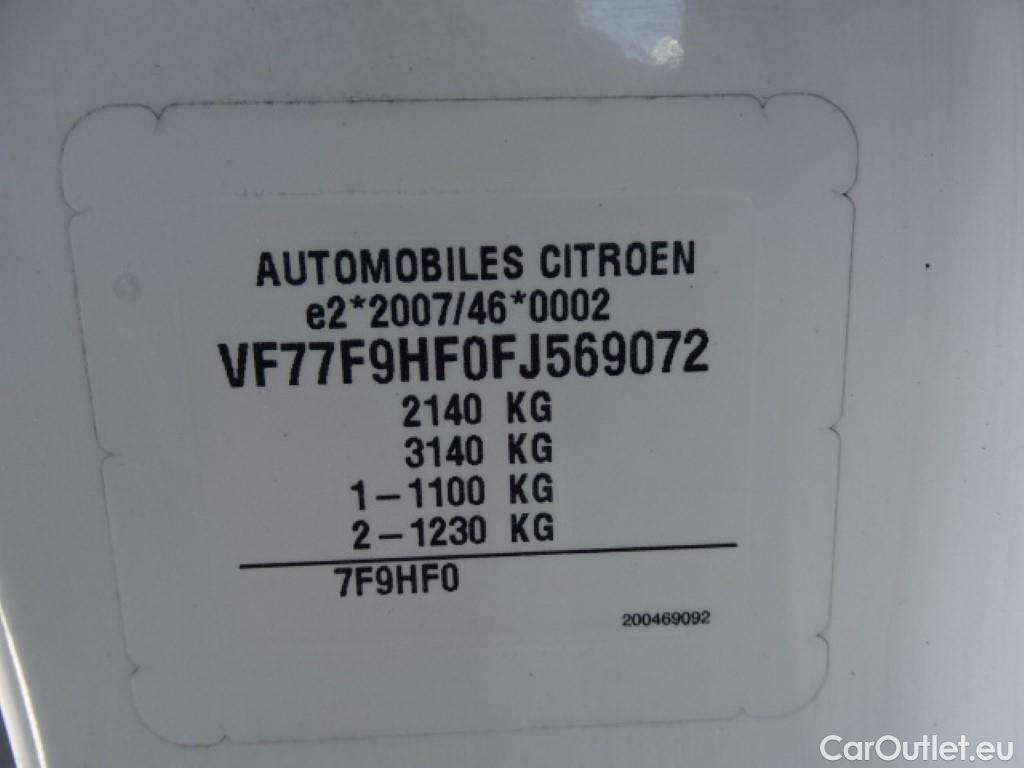 AUTOMOBILES CITROEN
e2*2007/46*0002
VF77F9HF0FJ569072
2140 KG
3140 KG
1-1100 KG
2-1230 KG
7F9HF0
200469092
CarOutlet.eu